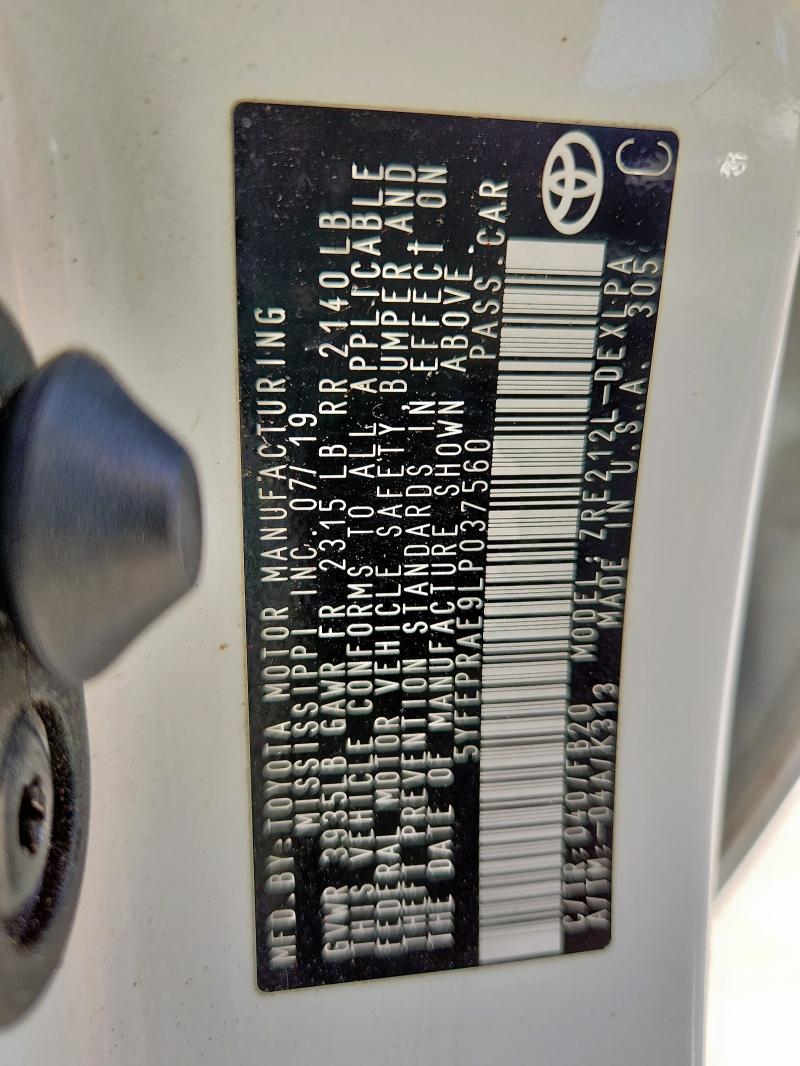 MFD.BY:TOYOTA MOTOR MANUFACTURING
MISSISSIPPI INC. 07/19
GVWR 3935LB GAWR FR 2315 LB RR 2140LB
THIS VEHICLE CONFORMS TO ALL APPLICABLE
FEDERAL MOTOR VEHICLE SAFETY, BUMPER AND
THEFT PREVENTION STANDARDS IN EFFECT ON
THE DATE OF MANUFACTURE SHOWN ABOVE.
5YFEPRAE9LP037560 PASS.CAR
C/TR:040/FB20 MODEL:ZRE212L-DEXLPA
A/TM:-04A/K313 MADE IN U.S.A. 305
C